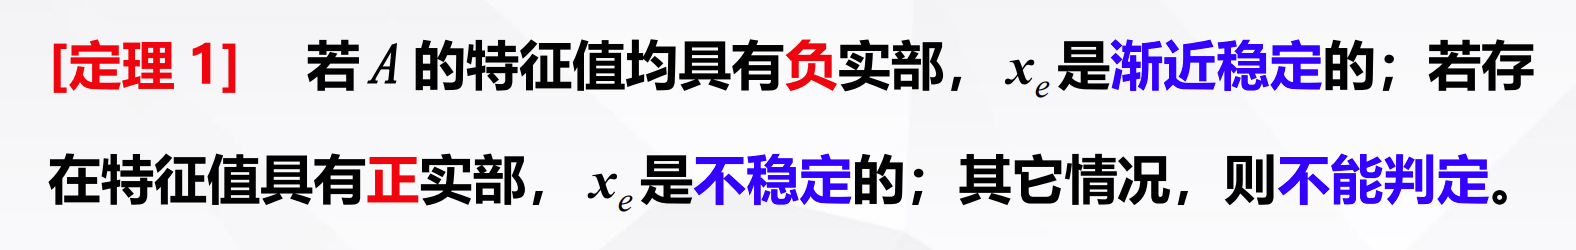 [定理 1] 若 A 的特征值均具有负实部， xₑ 是渐近稳定的；若存
在特征值具有正实部， xₑ 是不稳定的；其它情况，则不能判定。